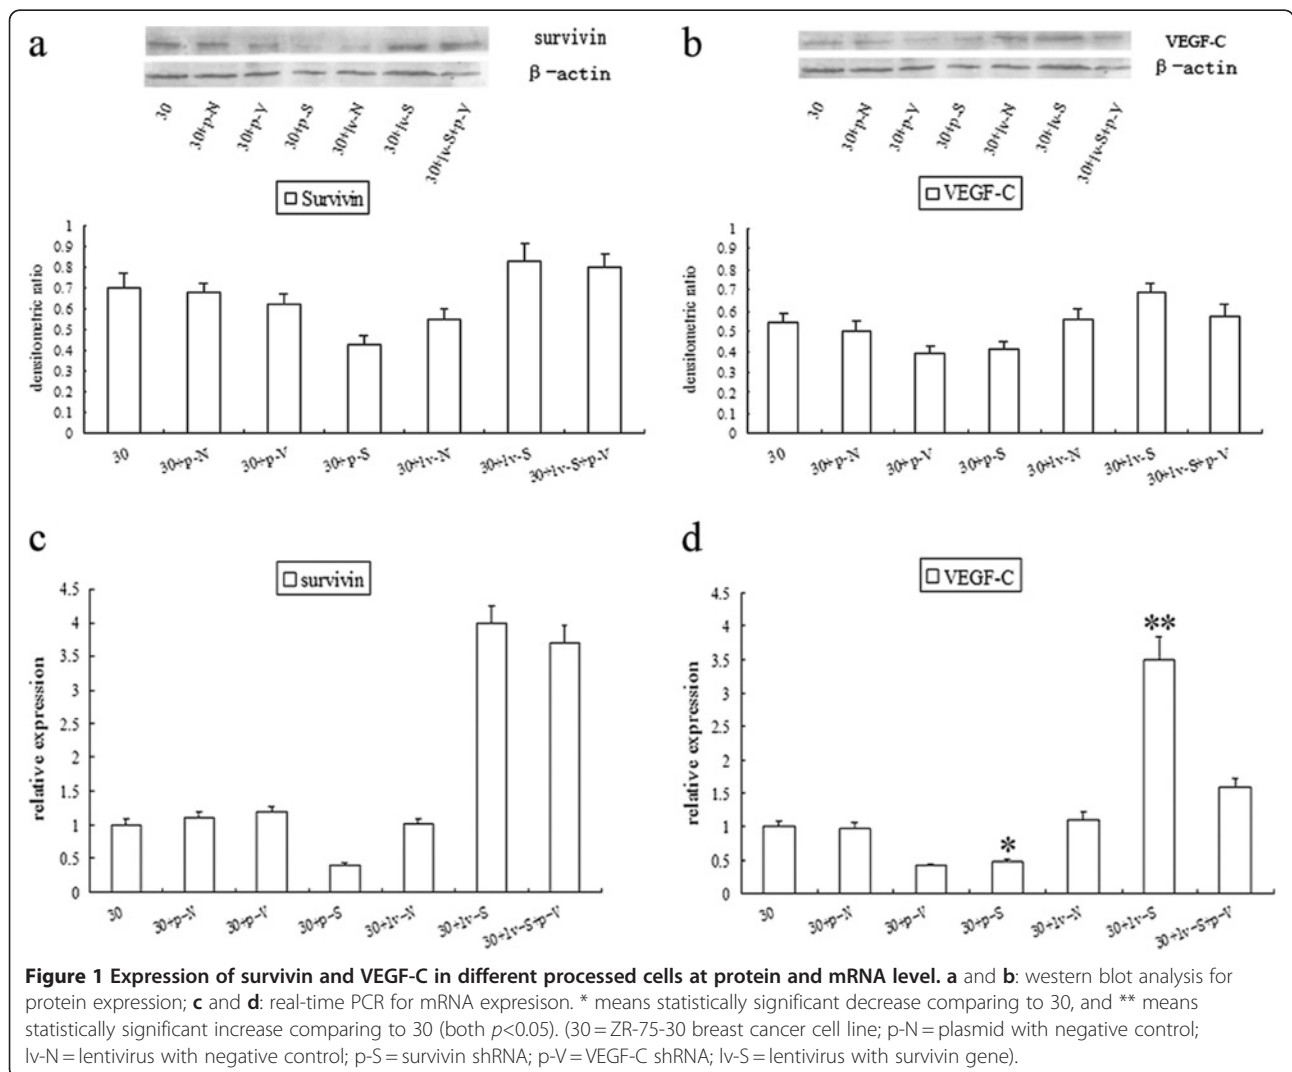 a
survivin
β-actin
30
30+p-N
30+p-V
30+p-S
30+lv-N
30+lv-S
30+lv-S+p-V
Survivin
densitometric ratio
1
0.9
0.8
0.7
0.6
0.5
0.4
0.3
0.2
0.1
0
30
30+p-N
30+p-V
30+p-S
30+lv-N
30+lv-S
30+lv-S+p-V
b
VEGF-C
β-actin
30
30+p-N
30+p-V
30+p-S
30+lv-N
30+lv-S
30+lv-S+p-V
VEGF-C
densitometric ratio
1
0.9
0.8
0.7
0.6
0.5
0.4
0.3
0.2
0.1
0
30
30+p-N
30+p-V
30+p-S
30+lv-N
30+lv-S
30+lv-S+p-V
c
survivin
relative expression
4.5
4
3.5
3
2.5
2
1.5
1
0.5
0
30
30+p-N
30+p-V
30+p-S
30+lv-N
30+lv-S
30+lv-S+p-V
d
VEGF-C
relative expression
4.5
4
3.5
3
2.5
2
1.5
1
0.5
0
*
**
30
30+p-N
30+p-V
30+p-S
30+lv-N
30+lv-S
30+lv-S+p-V
Figure 1 Expression of survivin and VEGF-C in different processed cells at protein and mRNA level. a and b: western blot analysis for
protein expression; c and d: real-time PCR for mRNA expresison. * means statistically significant decrease comparing to 30, and ** means
statistically significant increase comparing to 30 (both p<0.05). (30 = ZR-75-30 breast cancer cell line; p-N = plasmid with negative control;
lv-N = lentivirus with negative control; p-S = survivin shRNA; p-V = VEGF-C shRNA; lv-S = lentivirus with survivin gene).